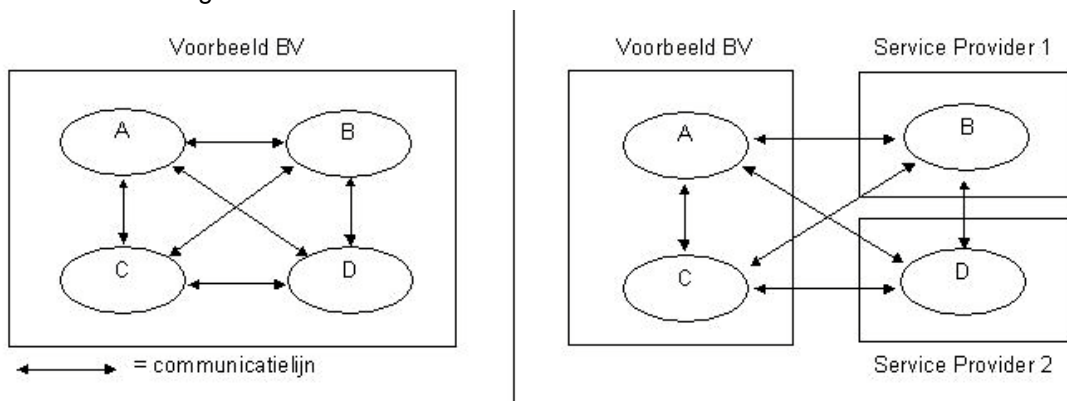 Voorbeeld BV
A
B
C
D
= communicatielijn
Voorbeeld BV
Service Provider 1
A
B
C
D
Service Provider 2